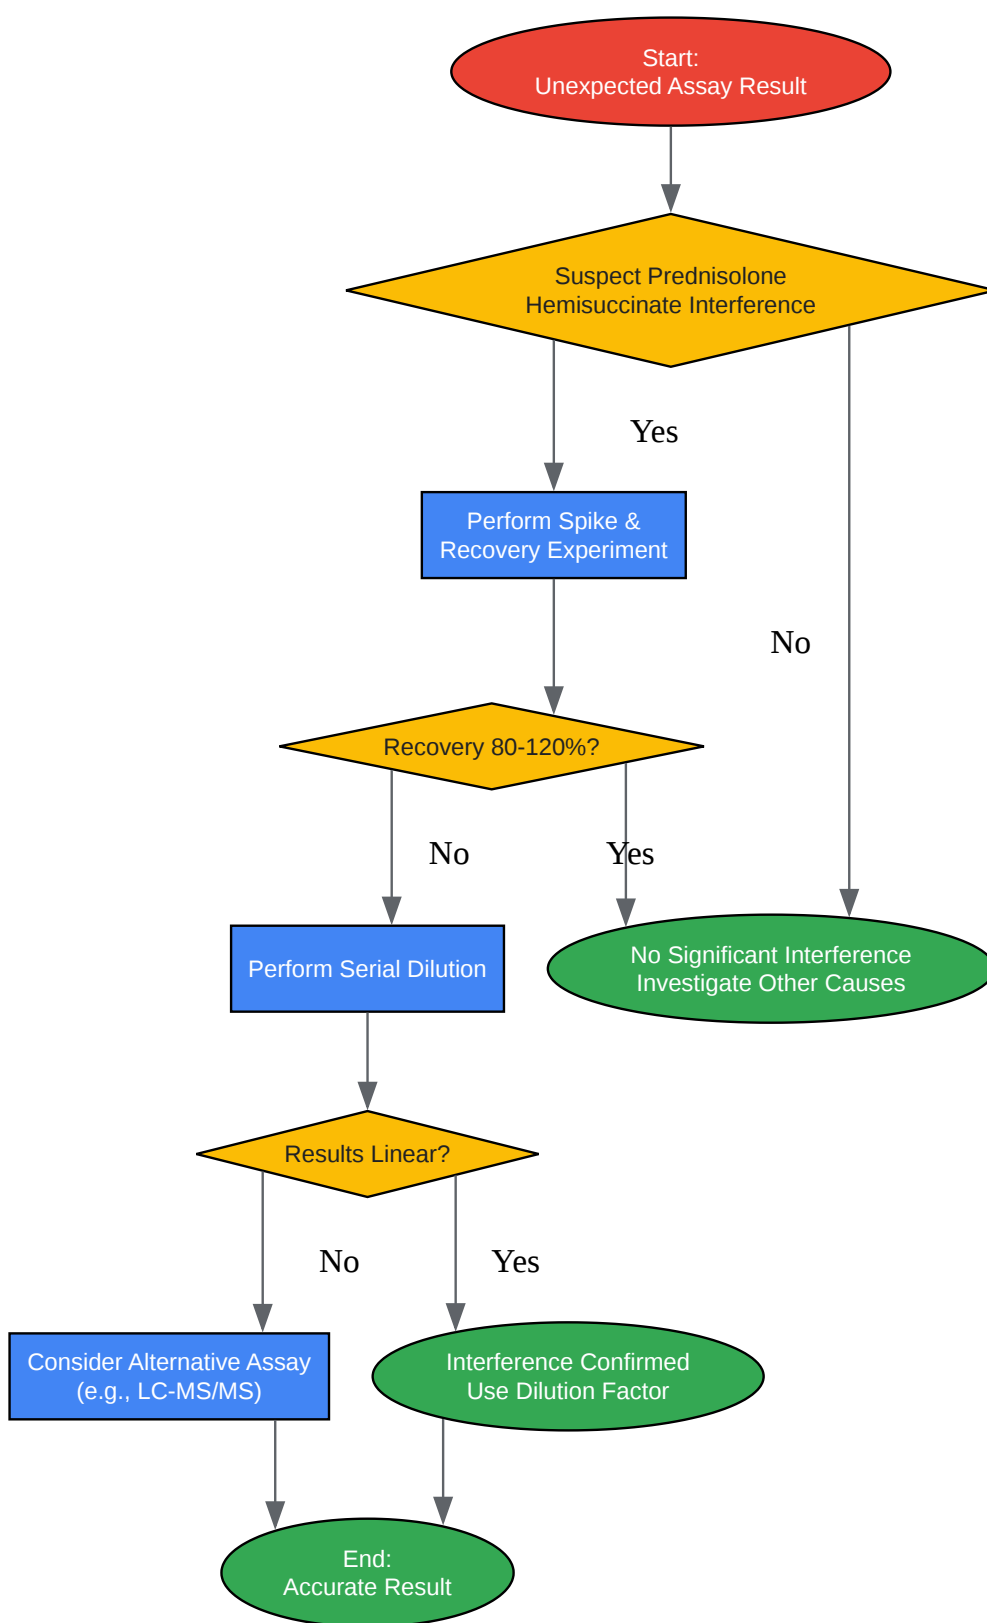 Start:
Unexpected Assay Result
Suspect Prednisolone
Hemisuccinate Interference
Yes
Perform Spike &
Recovery Experiment
No
Recovery 80-120%?
No
Yes
Perform Serial Dilution
No Significant Interference
Investigate Other Causes
Results Linear?
No
Yes
Consider Alternative Assay
(e.g., LC-MS/MS)
Interference Confirmed
Use Dilution Factor
End:
Accurate Result